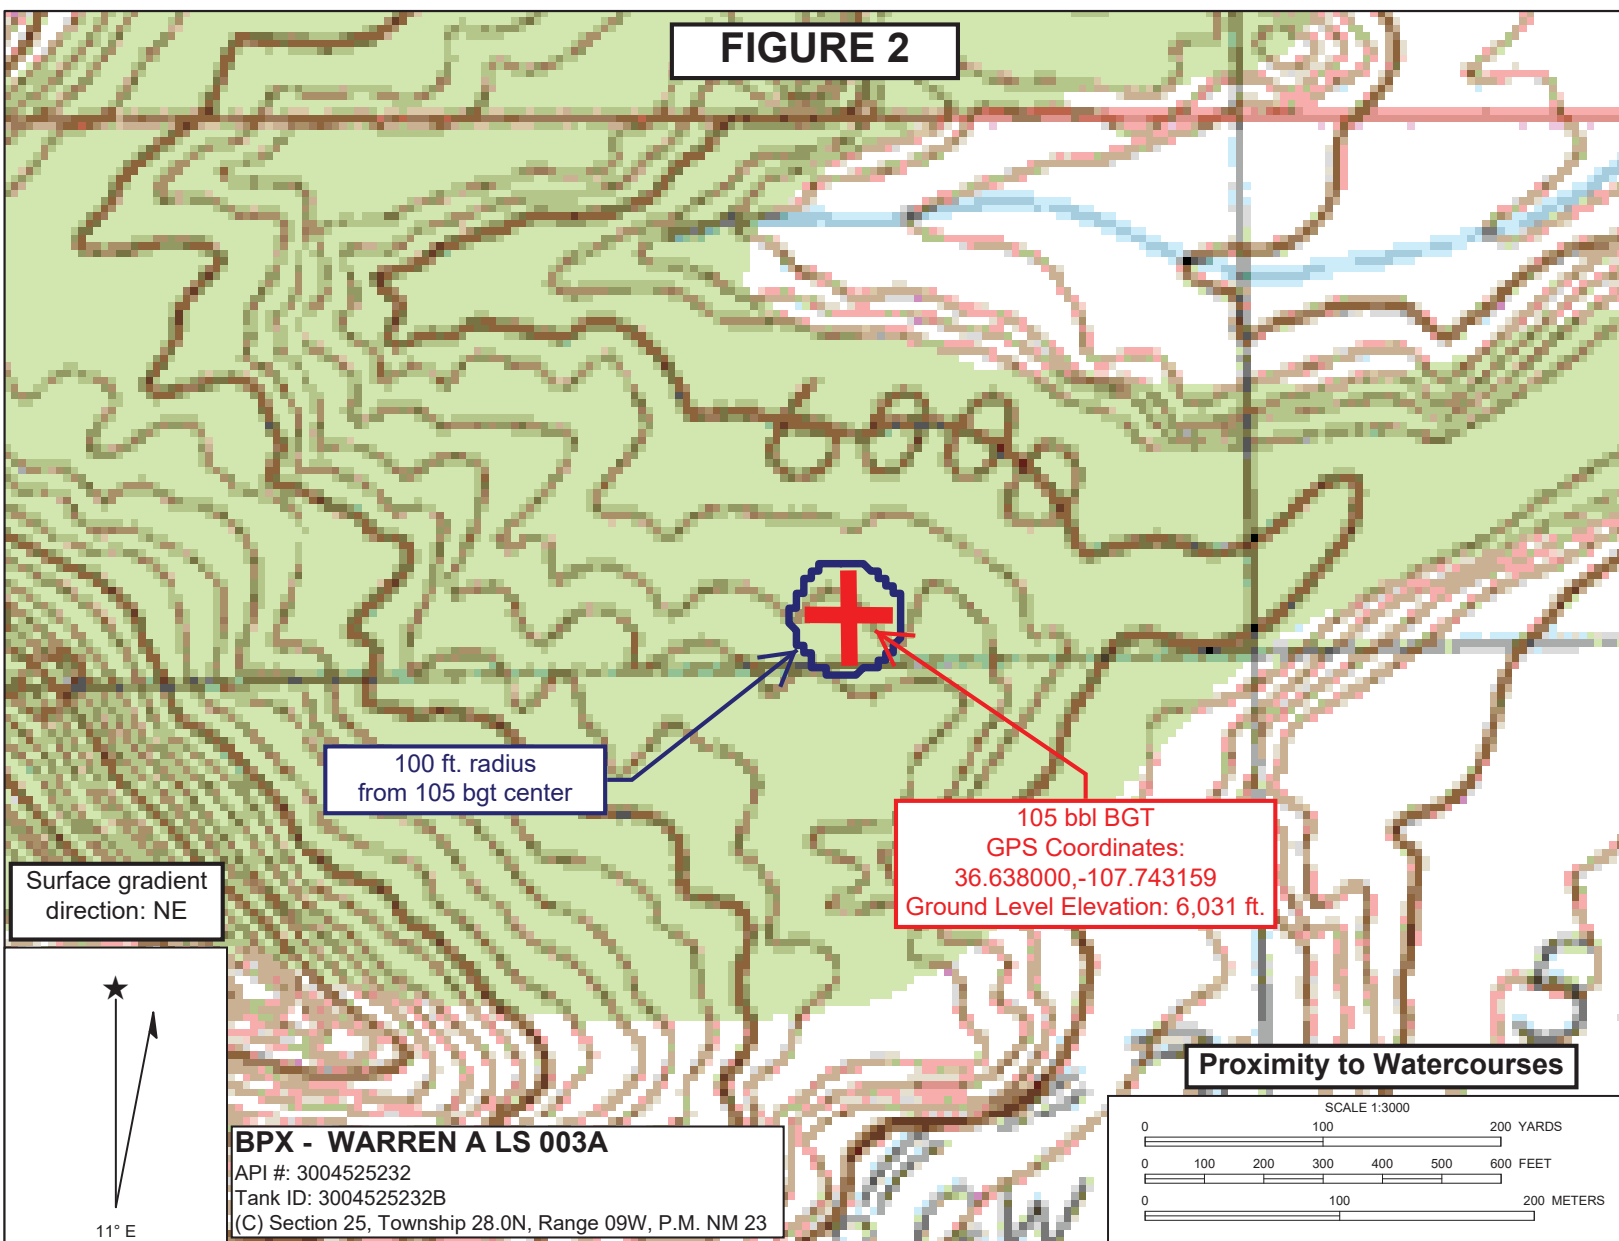 FIGURE 2
6088
100 ft. radius
from 105 bgt center
105 bbl BGT
GPS Coordinates:
36.638000,-107.743159
Ground Level Elevation: 6,031 ft.
Surface gradient
direction: NE
11° E
BPX - WARREN A LS 003A
API #: 3004525232
Tank ID: 3004525232B
(C) Section 25, Township 28.0N, Range 09W, P.M. NM 23
Proximity to Watercourses
SCALE 1:3000
0 100 200 YARDS
0 100 200 300 400 500 600 FEET
0 100 200 METERS